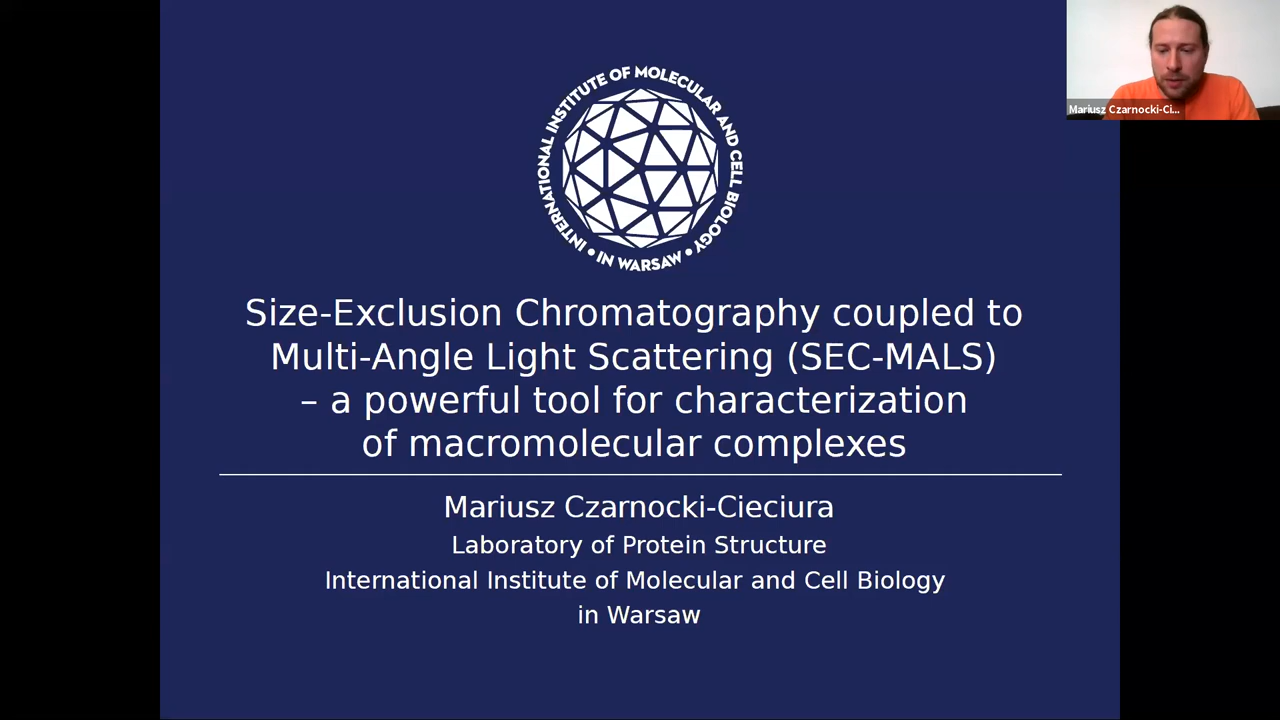 INTERNATIONAL INSTITUTE OF MOLECULAR AND CELL BIOLOGY
• IN WARSAW •
Mariusz Czarnocki-Ci...
Size-Exclusion Chromatography coupled to
Multi-Angle Light Scattering (SEC-MALS)
– a powerful tool for characterization
of macromolecular complexes
Mariusz Czarnocki-Cieciura
Laboratory of Protein Structure
International Institute of Molecular and Cell Biology
in Warsaw